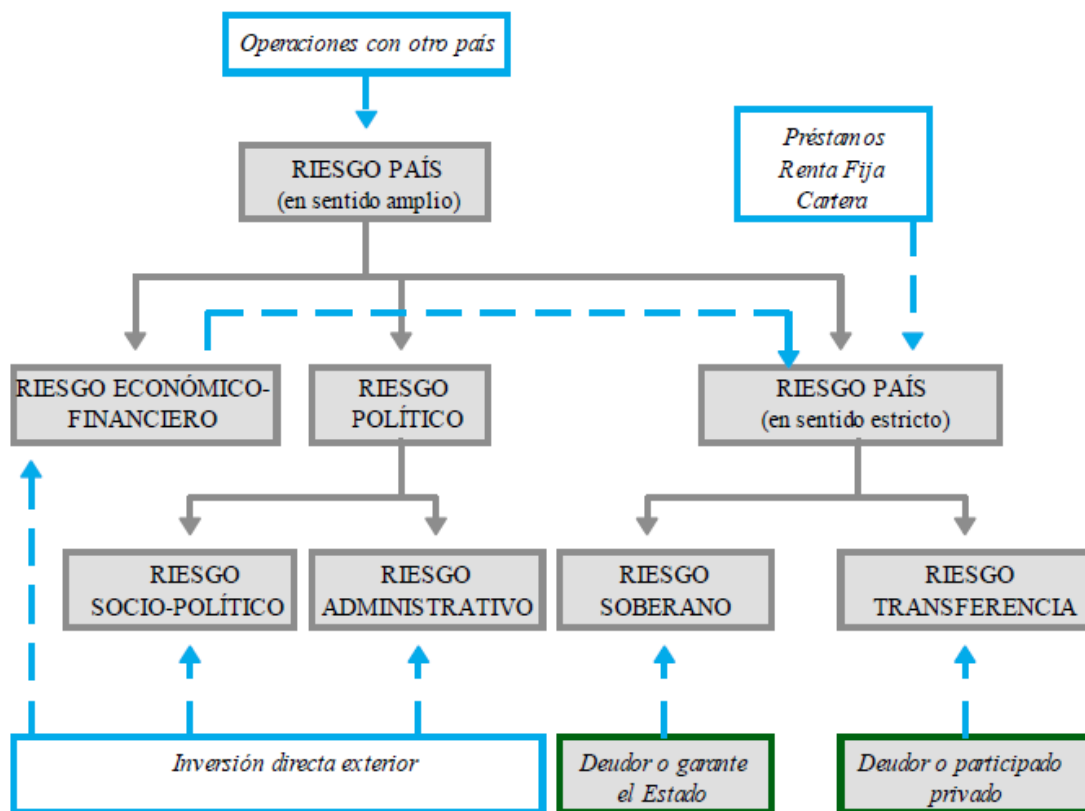 Operaciones con otro país
RIESGO PAÍS
(en sentido amplio)
Préstamos
Renta Fija
Cartera
RIESGO ECONÓMICO-
FINANCIERO
RIESGO
POLÍTICO
RIESGO PAÍS
(en sentido estricto)
RIESGO
SOCIO-POLÍTICO
RIESGO
ADMINISTRATIVO
RIESGO
SOBERANO
RIESGO
TRANSFERENCIA
Inversión directa exterior
Deudor o garante
el Estado
Deudor o participado
privado